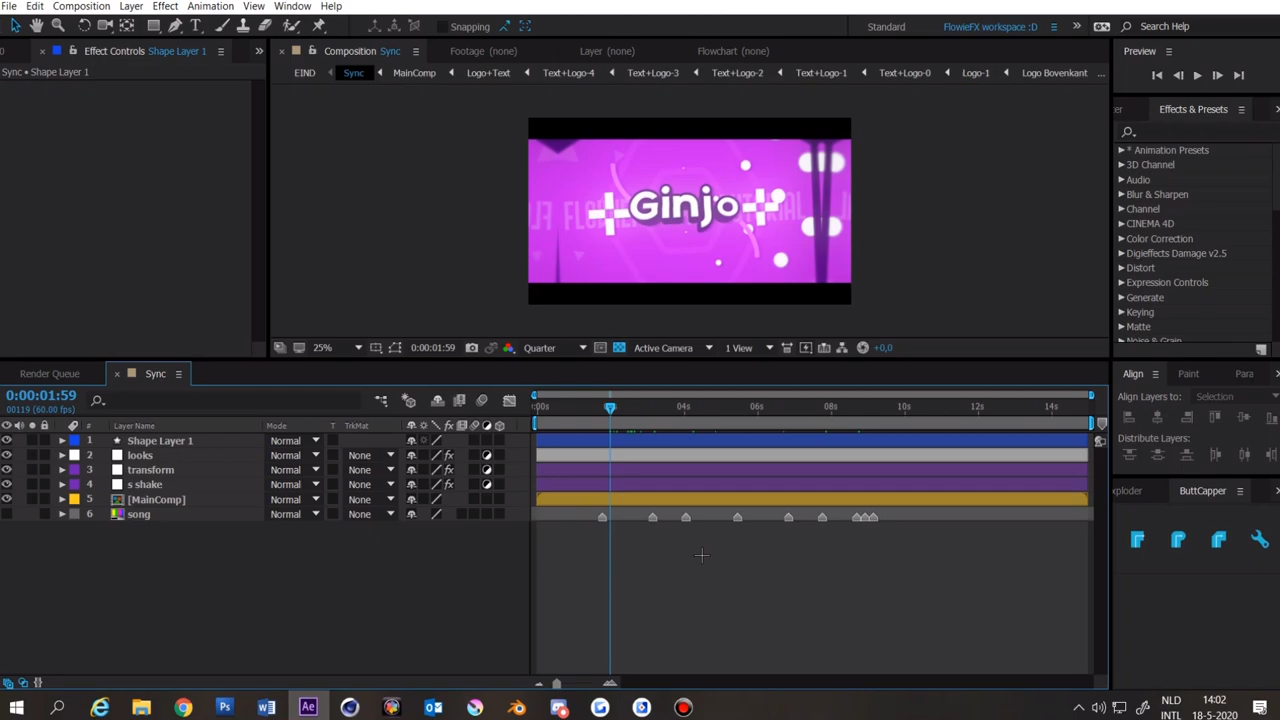 File Edit Composition Layer Effect Animation View Window Help
Snapping Standard FlowieFX workspace :D Search Help
Effect Controls Shape Layer 1 Composition Sync Footage (none) Layer (none) Flowchart (none) Preview
Sync • Shape Layer 1 EIND Sync MainComp Logo+Text Text+Logo-4 Text+Logo-3 Text+Logo-2 Text+Logo-1 Text+Logo-0 Logo-1 Logo Bovenkant ...
Effects & Presets
* Animation Presets
3D Channel
Audio
Blur & Sharpen
Channel
CINEMA 4D
Color Correction
Digieffects Damage v2.5
Distort
Expression Controls
Generate
Keying
Matte
Noise & Grain
Ginjo
25% 0:00:01:59 Quarter Active Camera 1 View +0,0
Render Queue Sync Align Paint Para
0:00:01:59
00119 (60.00 fps)
Align Layers to: Selection
Distribute Layers:
:00s 04s 06s 08s 10s 12s 14s
# Layer Name Mode T TrkMat
1 Shape Layer 1 Normal
2 looks Normal None
3 transform Normal None
4 s shake Normal None
5 [MainComp] Normal None
6 song Normal None
xploder ButtCapper
NLD 14:02
INTL 18-5-2020